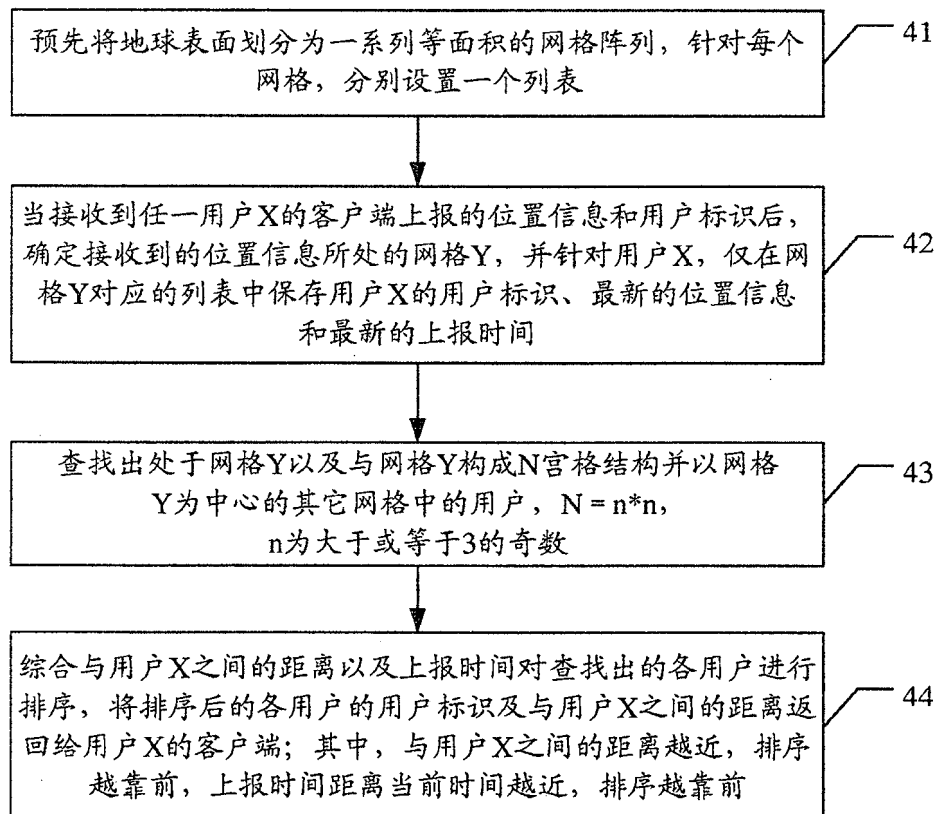 预先将地球表面划分为一系列等面积的网格阵列，针对每个
网格，分别设置一个列表
41
当接收到任一用户X的客户端上报的位置信息和用户标识后，
确定接收到的位置信息所处的网格Y，并针对用户X，仅在网
格Y对应的列表中保存用户X的用户标识、最新的位置信息
和最新的上报时间
42
查找出处于网格Y以及与网格Y构成N宫格结构并以网格
Y为中心的其它网格中的用户，N=n*n，
n为大于或等于3的奇数
43
综合与用户X之间的距离以及上报时间对查找出的各用户进行
排序，将排序后的各用户的用户标识及与用户X之间的距离返
回给用户X的客户端；其中，与用户X之间的距离越近，排序
越靠前，上报时间距离当前时间越近，排序越靠前
44